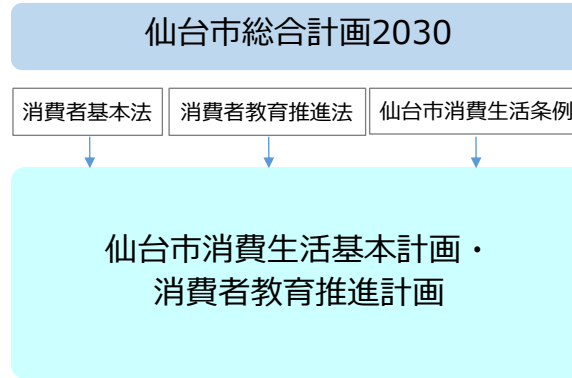 仙台市総合計画2030
消費者基本法
消費者教育推進法
仙台市消費生活条例
仙台市消費生活基本計画・
消費者教育推進計画